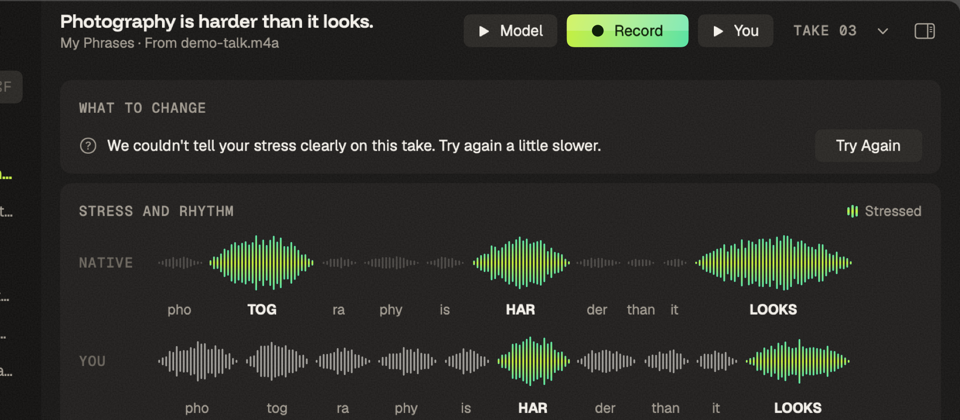 Photography is harder than it looks.
My Phrases · From demo-talk.m4a
Model
Record
You
TAKE 03
WHAT TO CHANGE
We couldn't tell your stress clearly on this take. Try again a little slower.
Try Again
STRESS AND RHYTHM
Stressed
NATIVE
pho TOG ra phy is HAR der than it LOOKS
YOU
pho tog ra phy is HAR der than it LOOKS